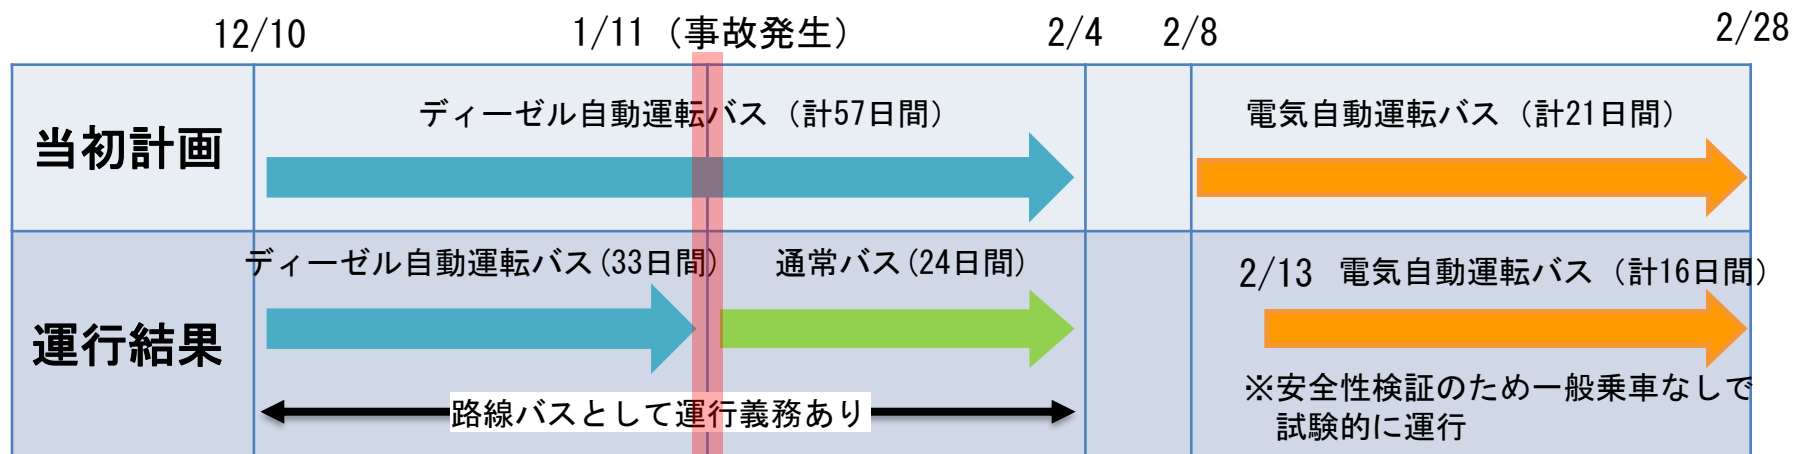 12/10
1/11（事故発生）
2/4
2/8
2/28
当初計画
ディーゼル自動運転バス（計57日間）
電気自動運転バス（計21日間）
運行結果
ディーゼル自動運転バス(33日間)
通常バス(24日間)
2/13 電気自動運転バス（計16日間）
路線バスとして運行義務あり
※安全性検証のため一般乗車なしで
試験的に運行